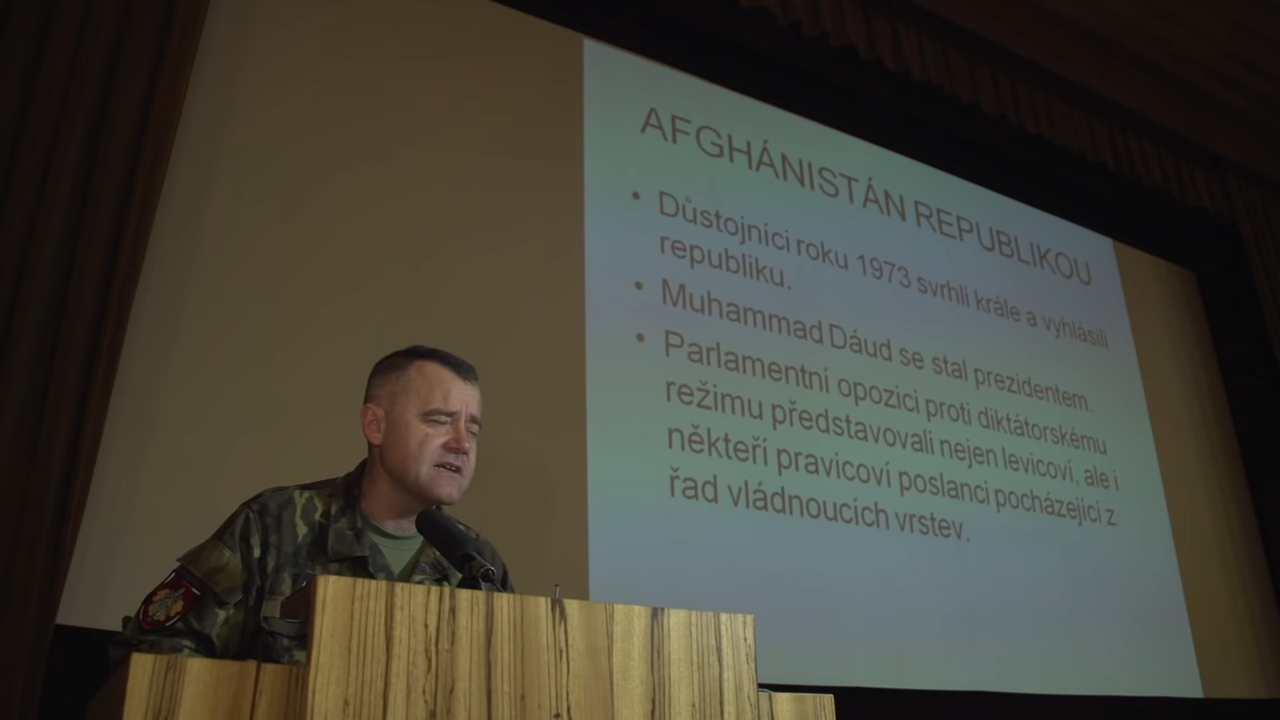 AFGHÁNISTÁN REPUBLIKOU
• Důstojníci roku 1973 svrhli krále a vyhlásili
republiku.
• Muhammad Dáud se stal prezidentem.
• Parlamentní opozici proti diktátorskému
režimu představovali nejen levicoví, ale i
někteří pravicoví poslanci pocházející z
řad vládnoucích vrstev.